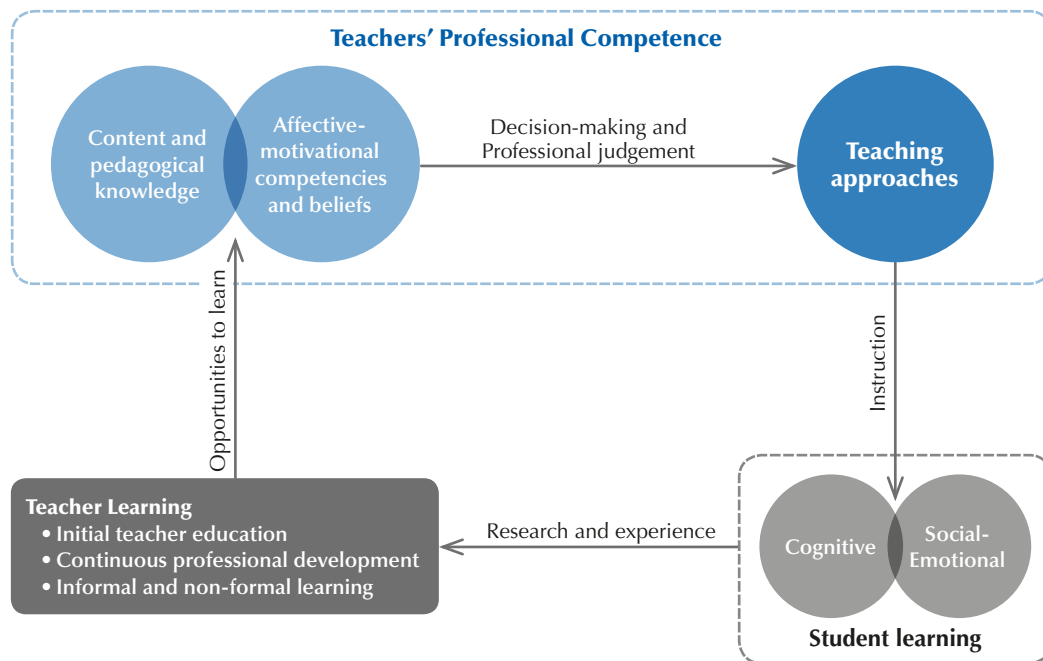 Teachers’ Professional Competence
Content and
pedagogical
knowledge
Affective-
motivational
competencies
and beliefs
Decision-making and
Professional judgement
Teaching
approaches
Opportunities to learn
Instruction
Teacher Learning
• Initial teacher education
• Continuous professional development
• Informal and non-formal learning
Research and experience
Cognitive
Social-
Emotional
Student learning